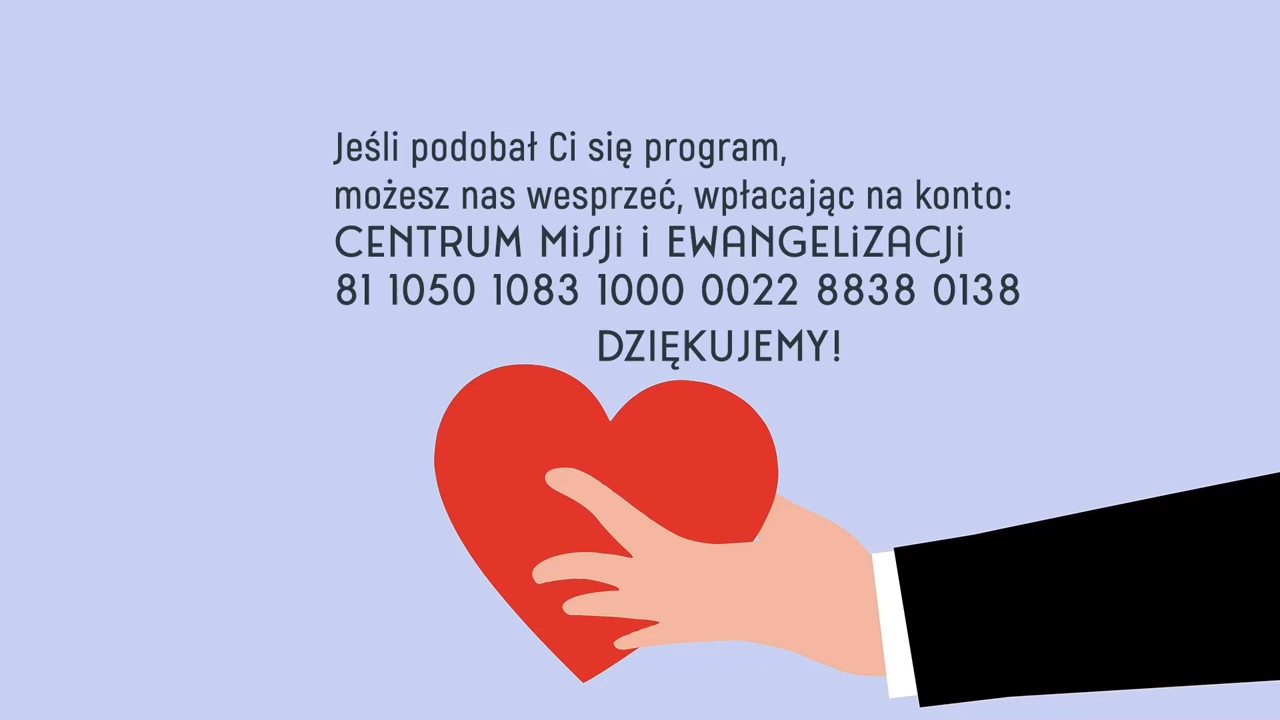 Jeśli podobał Ci się program,
możesz nas wesprzeć, wpłacając na konto:
CENTRUM MiSJi i EWANGELiZACJi
81 1050 1083 1000 0022 8838 0138
DZIĘKUJEMY!